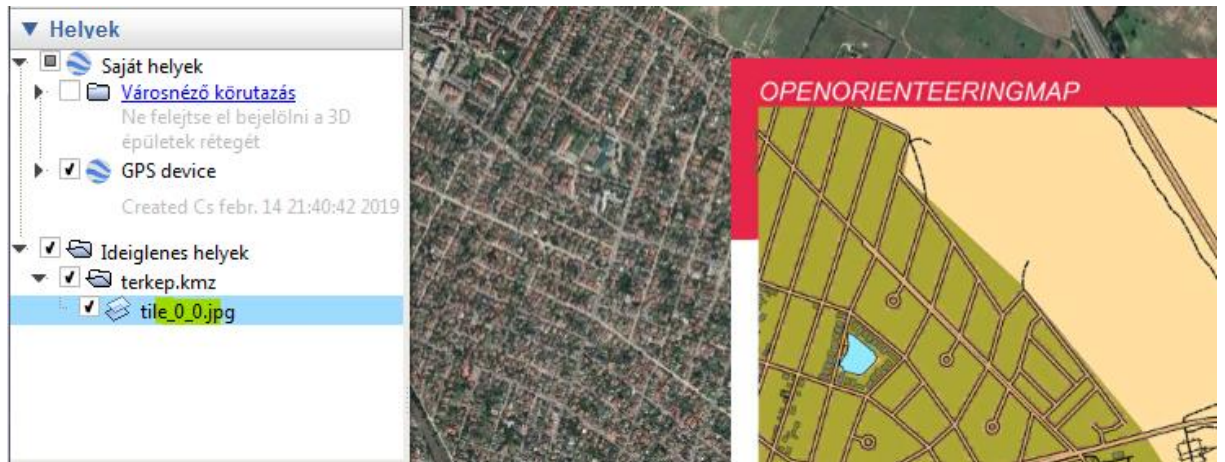 Helyek
Saját helyek
Városnéző körutazás
Ne felejtse el bejelölni a 3D
épületek rétegét
GPS device
Created Cs febr. 14 21:40:42 2019
Ideiglenes helyek
terkep.kmz
tile_0_0.jpg
OPENORIENTEERINGMAP